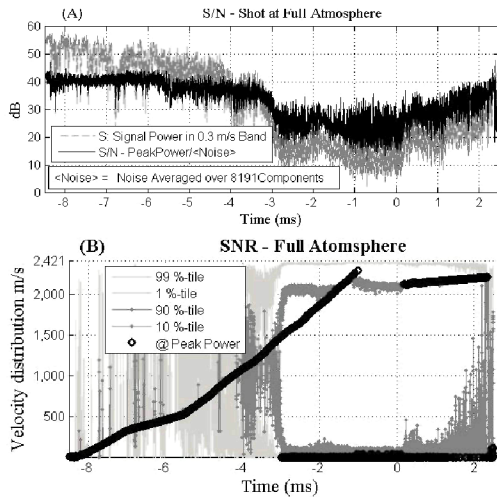 (A) S/N - Shot at Full Atmosphere
60
50
40
30
20
10
0
dB
S: Signal Power in 0.3 m/s Band
S/N - PeakPower/<Noise>
<Noise> = Noise Averaged over 8191Components
-8 -7 -6 -5 -4 -3 -2 -1 0 1 2
Time (ms)
(B) SNR - Full Atomsphere
2,421
2,000
1,500
1,000
500
Velocity distribution m/s
99 %-tile
1 %-tile
90 %-tile
10 %-tile
@ Peak Power
-8 -6 -4 -2 0 2
Time (ms)